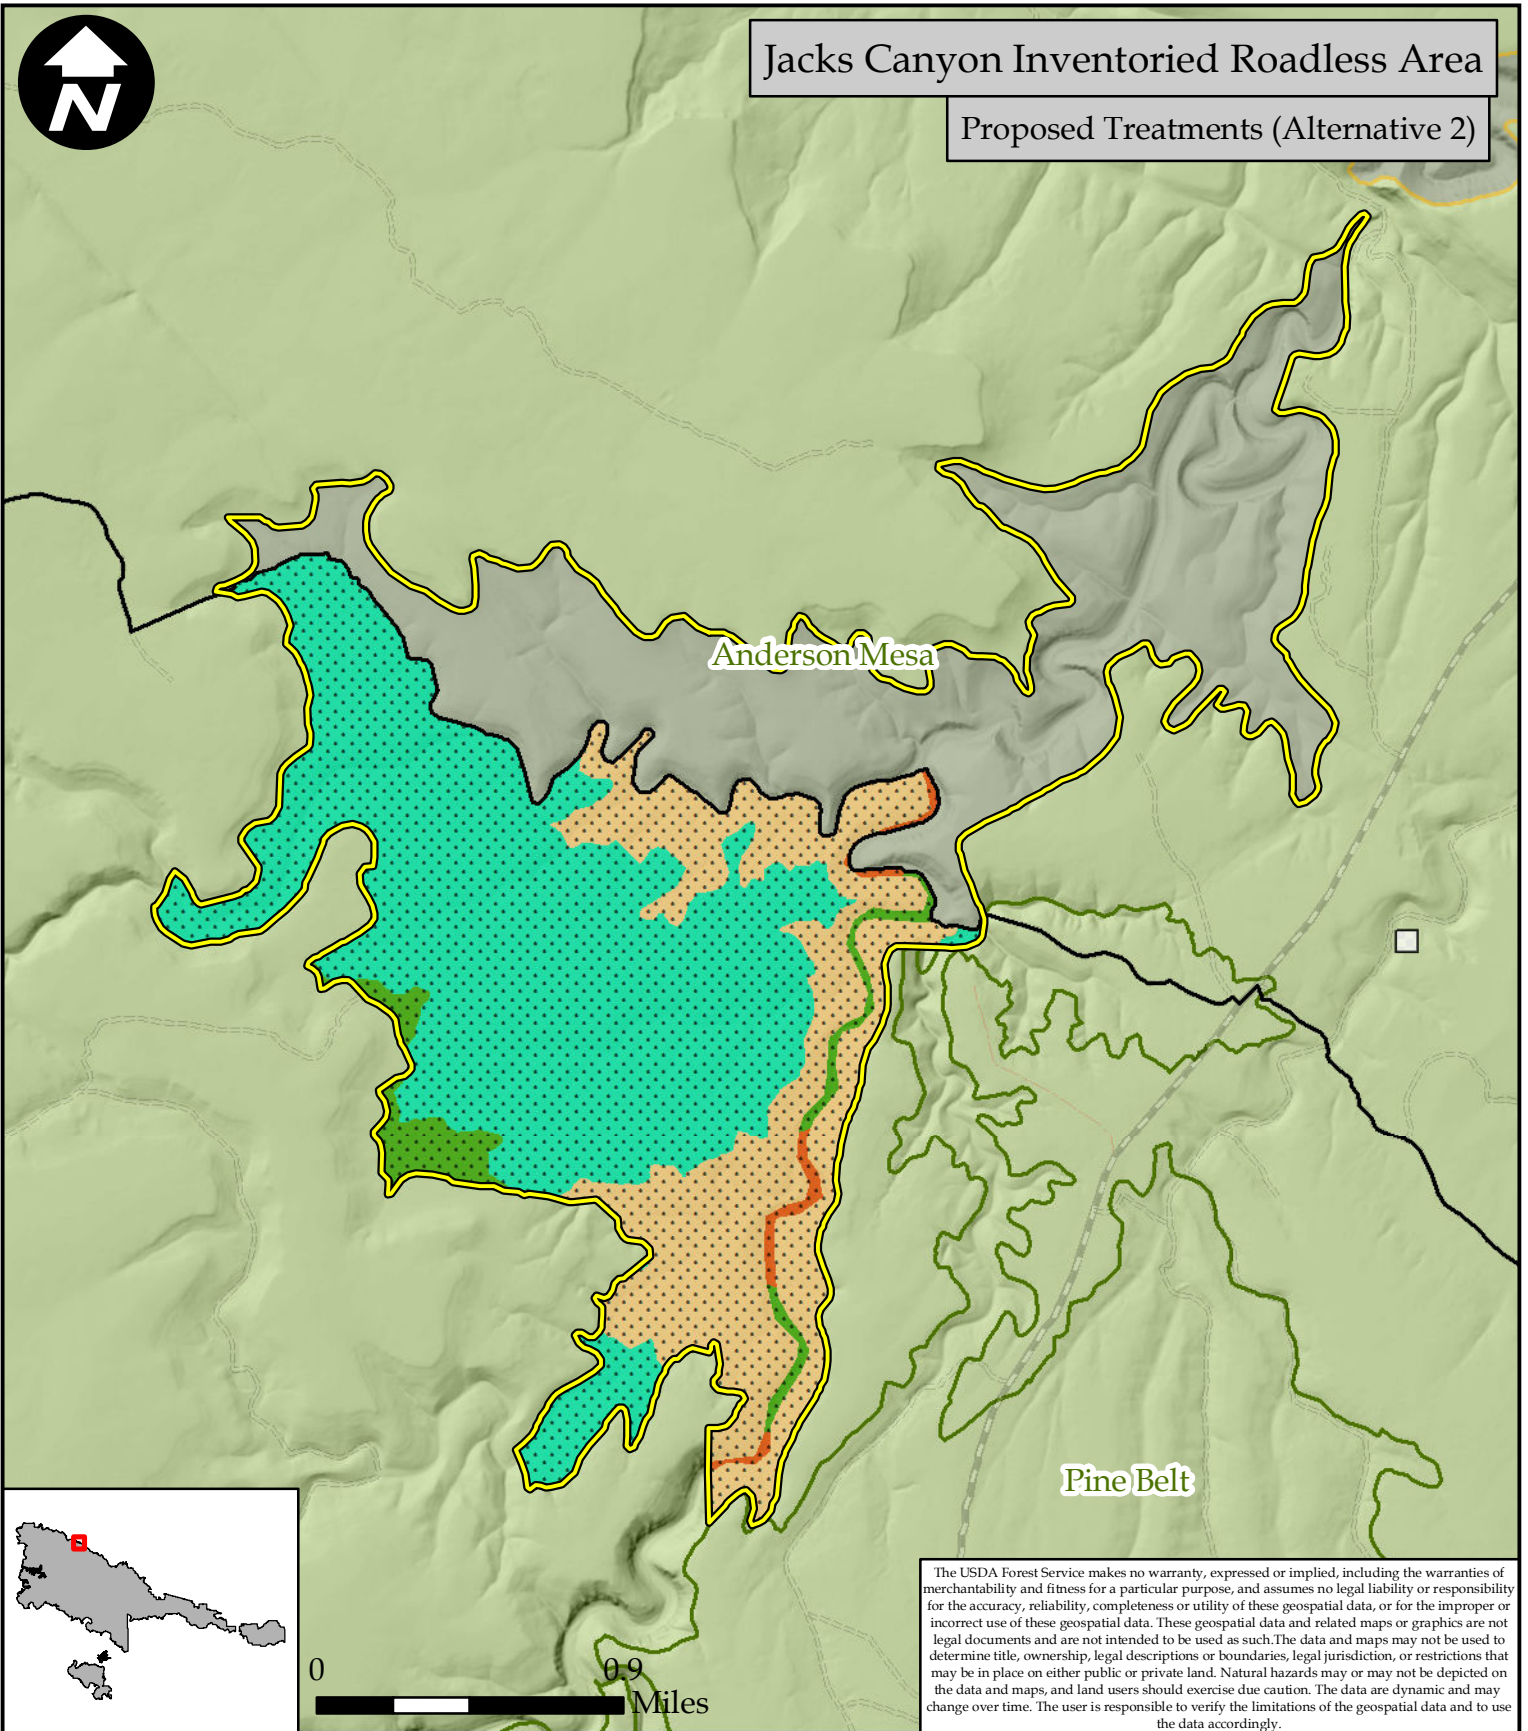 N
Jacks Canyon Inventoried Roadless Area
Proposed Treatments (Alternative 2)
Anderson Mesa
Pine Belt
0 0.9
Miles
The USDA Forest Service makes no warranty, expressed or implied, including the warranties of
merchantability and fitness for a particular purpose, and assumes no legal liability or responsibility
for the accuracy, reliability, completeness or utility of these geospatial data, or for the improper or
incorrect use of these geospatial data. These geospatial data and related maps or graphics are not
legal documents and are not intended to be used as such.The data and maps may not be used to
determine title, ownership, legal descriptions or boundaries, legal jurisdiction, or restrictions that
may be in place on either public or private land. Natural hazards may or may not be depicted on
the data and maps, and land users should exercise due caution. The data are dynamic and may
change over time. The user is responsible to verify the limitations of the geospatial data and to use
the data accordingly.